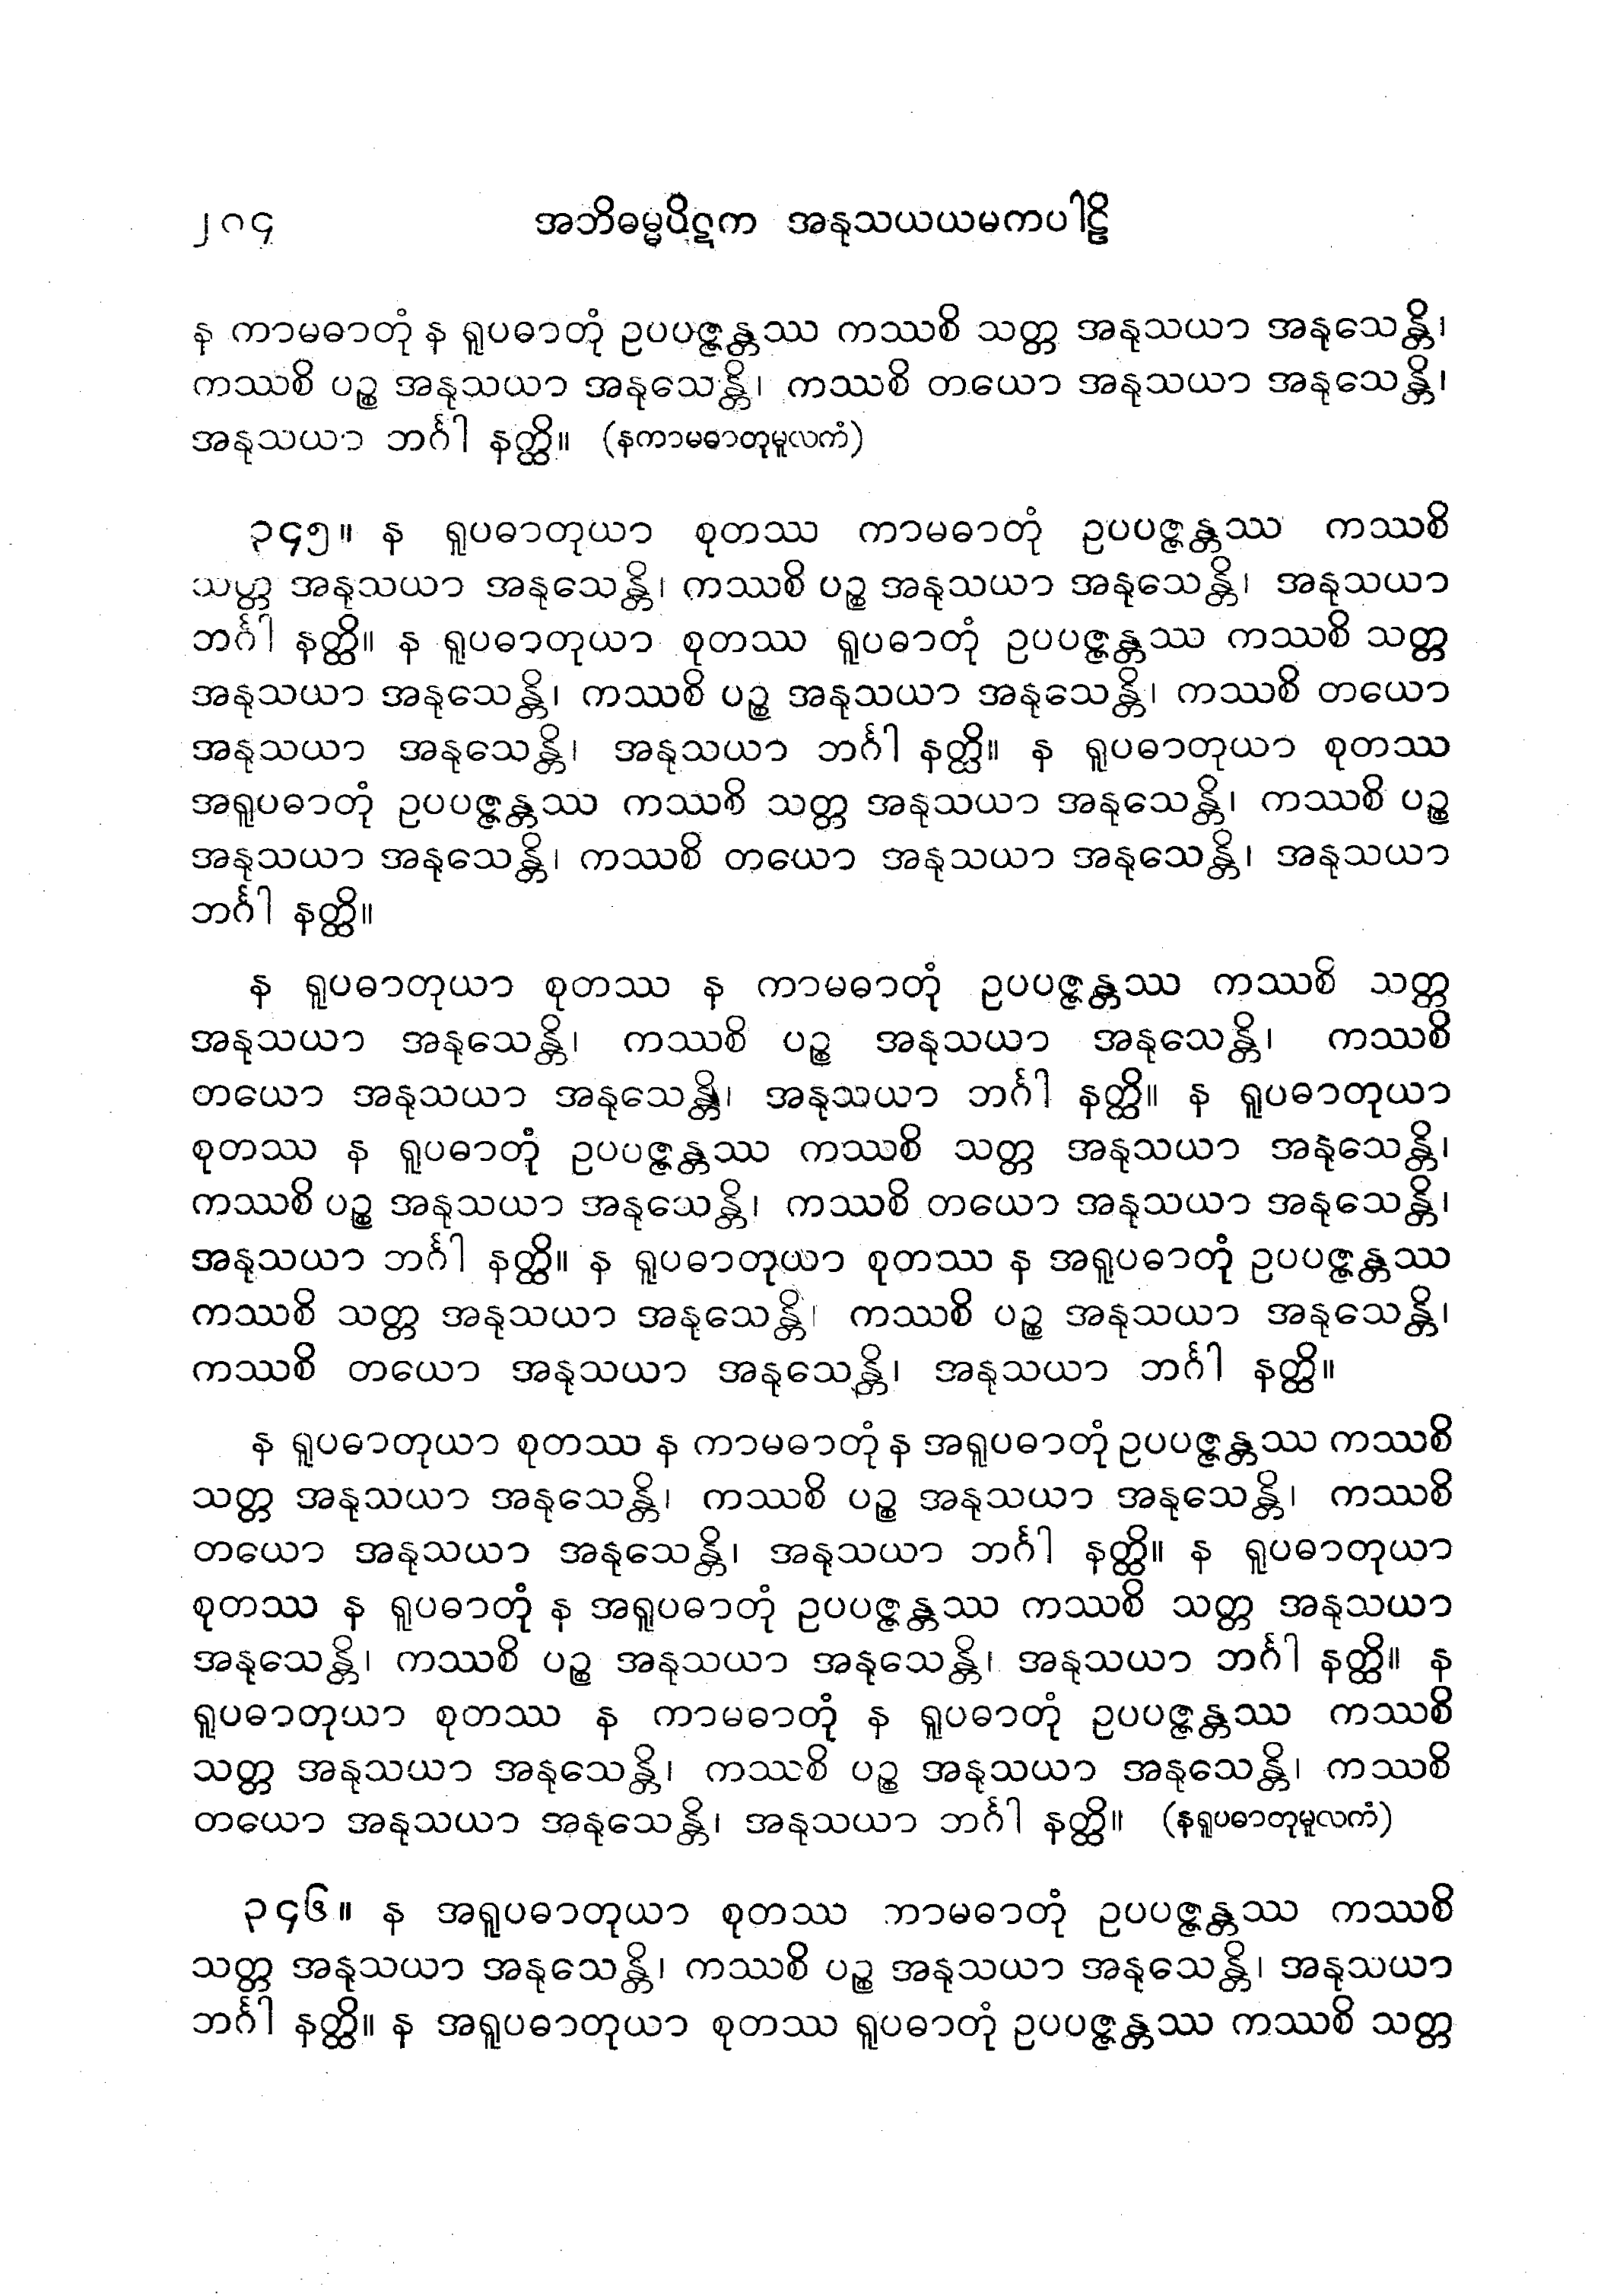 ၂၀၄ အဘိဓမ္မပိဋက အနုသယယမကပါဠိ
န ကာမဓာတုံ န ရူပဓာတုံ ဥပပဇ္ဇန္တဿ ကဿစိ သတ္တ အနုသယာ အနုသေန္တိ၊
ကဿစိ ပဉ္စ အနုသယာ အနုသေန္တိ၊ ကဿစိ တယော အနုသယာ အနုသေန္တိ၊
အနုသယာ ဘင်္ဂါ နတ္ထိ။ (နကာမဓာတုမူလကံ)
၃၄၅။ န ရူပဓာတုယာ စုတဿ ကာမဓာတုံ ဥပပဇ္ဇန္တဿ ကဿစိ
သတ္တ အနုသယာ အနုသေန္တိ၊ ကဿစိ ပဉ္စ အနုသယာ အနုသေန္တိ၊ အနုသယာ
ဘင်္ဂါ နတ္ထိ။ န ရူပဓာတုယာ စုတဿ ရူပဓာတုံ ဥပပဇ္ဇန္တဿ ကဿစိ သတ္တ
အနုသယာ အနုသေန္တိ၊ ကဿစိ ပဉ္စ အနုသယာ အနုသေန္တိ၊ ကဿစိ တယော
အနုသယာ အနုသေန္တိ၊ အနုသယာ ဘင်္ဂါ နတ္ထိ။ န ရူပဓာတုယာ စုတဿ
အရူပဓာတုံ ဥပပဇ္ဇန္တဿ ကဿစိ သတ္တ အနုသယာ အနုသေန္တိ၊ ကဿစိ ပဉ္စ
အနုသယာ အနုသေန္တိ၊ ကဿစိ တယော အနုသယာ အနုသေန္တိ၊ အနုသယာ
ဘင်္ဂါ နတ္ထိ။
န ရူပဓာတုယာ စုတဿ န ကာမဓာတုံ ဥပပဇ္ဇန္တဿ ကဿစိ သတ္တ
အနုသယာ အနုသေန္တိ၊ ကဿစိ ပဉ္စ အနုသယာ အနုသေန္တိ၊ ကဿစိ
တယော အနုသယာ အနုသေန္တိ၊ အနုသယာ ဘင်္ဂါ နတ္ထိ။ န ရူပဓာတုယာ
စုတဿ န ရူပဓာတုံ ဥပပဇ္ဇန္တဿ ကဿစိ သတ္တ အနုသယာ အနုသေန္တိ၊
ကဿစိ ပဉ္စ အနုသယာ အနုသေန္တိ၊ ကဿစိ တယော အနုသယာ အနုသေန္တိ၊
အနုသယာ ဘင်္ဂါ နတ္ထိ။ န ရူပဓာတုယာ စုတဿ န အရူပဓာတုံ ဥပပဇ္ဇန္တဿ
ကဿစိ သတ္တ အနုသယာ အနုသေန္တိ၊ ကဿစိ ပဉ္စ အနုသယာ အနုသေန္တိ၊
ကဿစိ တယော အနုသယာ အနုသေန္တိ၊ အနုသယာ ဘင်္ဂါ နတ္ထိ။
န ရူပဓာတုယာ စုတဿ န ကာမဓာတုံ န အရူပဓာတုံ ဥပပဇ္ဇန္တဿ ကဿစိ
သတ္တ အနုသယာ အနုသေန္တိ၊ ကဿစိ ပဉ္စ အနုသယာ အနုသေန္တိ၊ ကဿစိ
တယော အနုသယာ အနုသေန္တိ၊ အနုသယာ ဘင်္ဂါ နတ္ထိ။ န ရူပဓာတုယာ
စုတဿ န ရူပဓာတုံ န အရူပဓာတုံ ဥပပဇ္ဇန္တဿ ကဿစိ သတ္တ အနုသယာ
အနုသေန္တိ၊ ကဿစိ ပဉ္စ အနုသယာ အနုသေန္တိ၊ အနုသယာ ဘင်္ဂါ နတ္ထိ။ န
ရူပဓာတုယာ စုတဿ န ကာမဓာတုံ န ရူပဓာတုံ ဥပပဇ္ဇန္တဿ ကဿစိ
သတ္တ အနုသယာ အနုသေန္တိ၊ ကဿစိ ပဉ္စ အနုသယာ အနုသေန္တိ၊ ကဿစိ
တယော အနုသယာ အနုသေန္တိ၊ အနုသယာ ဘင်္ဂါ နတ္ထိ။ (နရူပဓာတုမူလကံ)
၃၄၆။ န အရူပဓာတုယာ စုတဿ ကာမဓာတုံ ဥပပဇ္ဇန္တဿ ကဿစိ
သတ္တ အနုသယာ အနုသေန္တိ၊ ကဿစိ ပဉ္စ အနုသယာ အနုသေန္တိ၊ အနုသယာ
ဘင်္ဂါ နတ္ထိ။ န အရူပဓာတုယာ စုတဿ ရူပဓာတုံ ဥပပဇ္ဇန္တဿ ကဿစိ သတ္တ